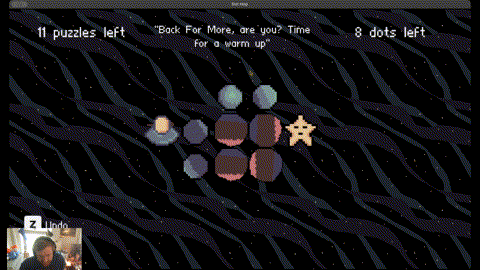 11 puzzles left
"Back For More, are you? Time
for a warm up"
8 dots left
Z Undo